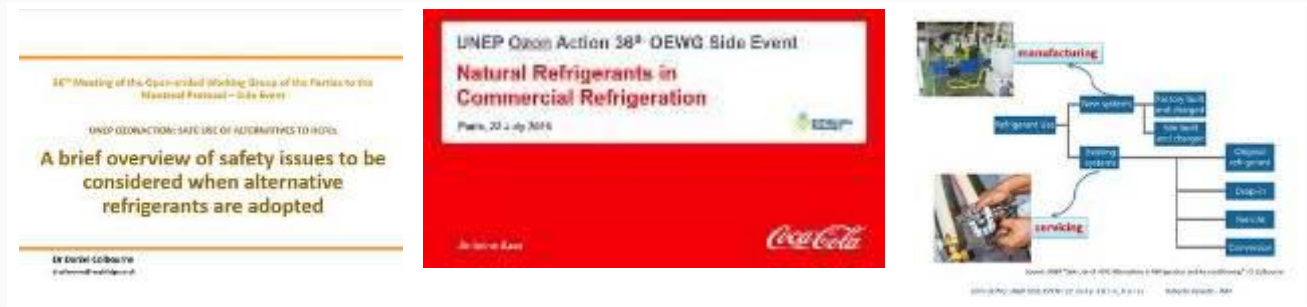 36th Meeting of the Open-ended Working Group of the Parties to the
Montreal Protocol – Side Event
UNEP OZONACTION: SAFE USE OF ALTERNATIVES TO HCFCs
A brief overview of safety issues to be
considered when alternative
refrigerants are adopted
Dr Daniel Colbourne
UNEP Ozon Action 36th OEWG Side Event
Natural Refrigerants in
Commercial Refrigeration
Paris, 22 July
Coca-Cola
manufacturing
Refrigerant Use
New systems
Factory built
and charged
Site built
and charged
Existing
systems
Original
refrigerant
Drop-in
Retrofit
Conversion
servicing